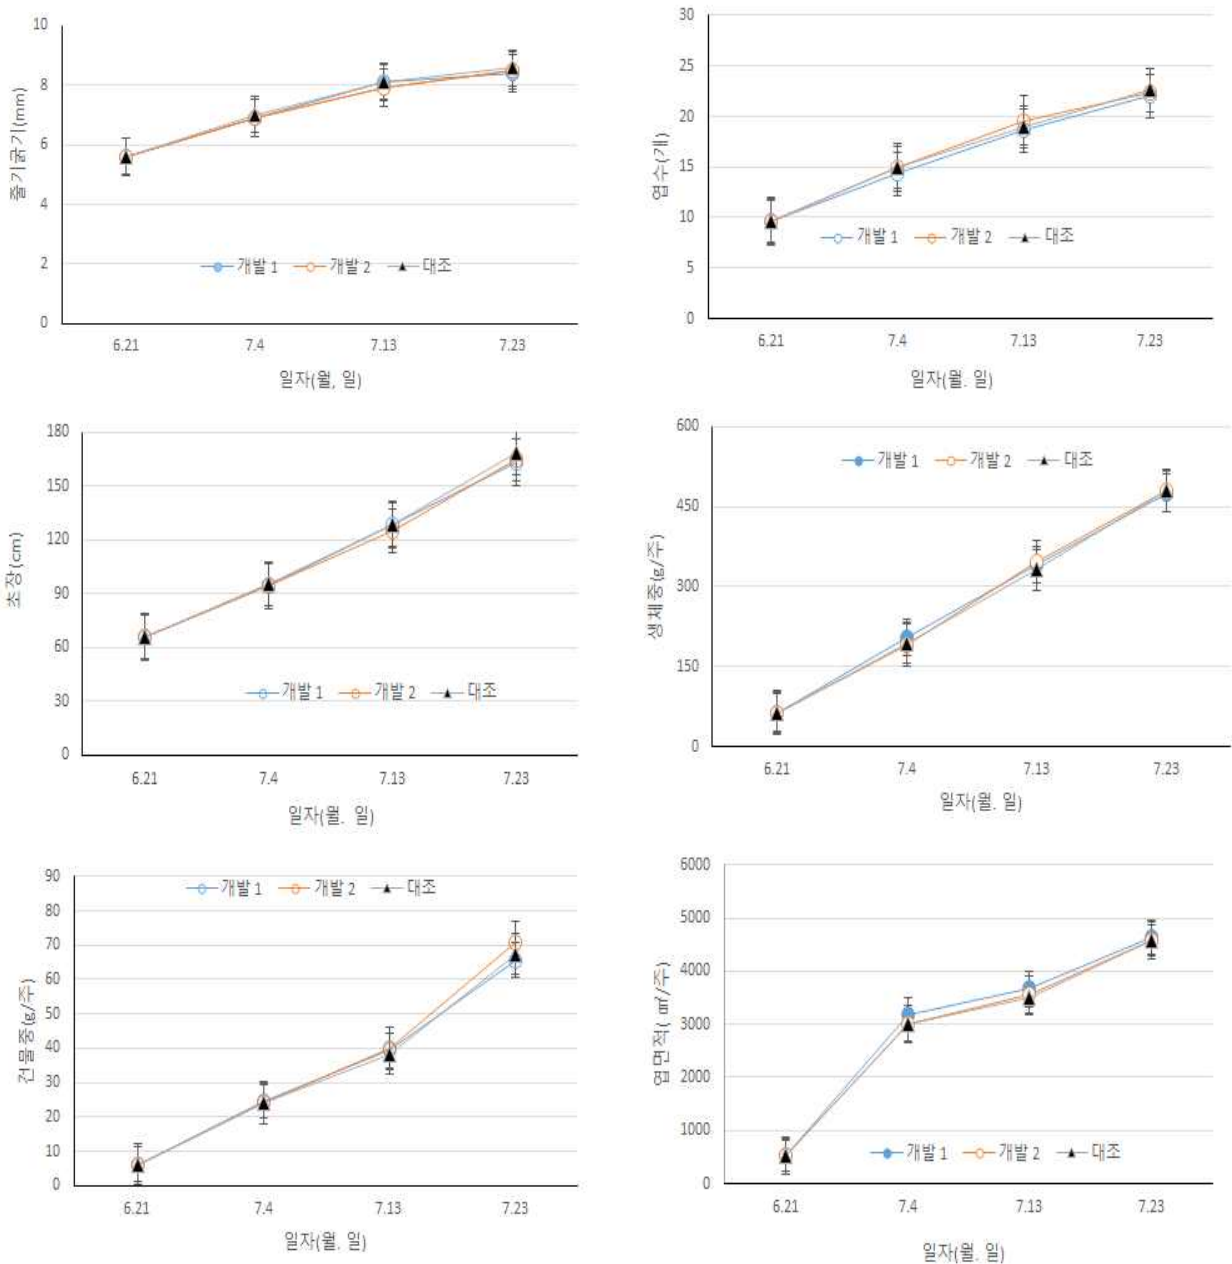 줄기굵기(mm)
10
8
6
4
2
0
개발 1 개발 2 대조
6.21 7.4 7.13 7.23
일자(월, 일)
엽수(개)
30
25
20
15
10
5
0
개발 1 개발 2 대조
6.21 7.4 7.13 7.23
일자(월. 일)
초장(cm)
180
150
120
90
60
30
0
개발 1 개발 2 대조
6.21 7.4 7.13 7.23
일자(월. 일)
생체중(g/주)
600
450
300
150
0
개발 1 개발 2 대조
6.21 7.4 7.13 7.23
일자(월. 일)
건물중(g/주)
90
80
70
60
50
40
30
20
10
0
개발 1 개발 2 대조
6.21 7.4 7.13 7.23
일자(월. 일)
엽면적( ㎠/주)
6000
5000
4000
3000
2000
1000
0
개발 1 개발 2 대조
6.21 7.4 7.13 7.23
일자(월. 일)